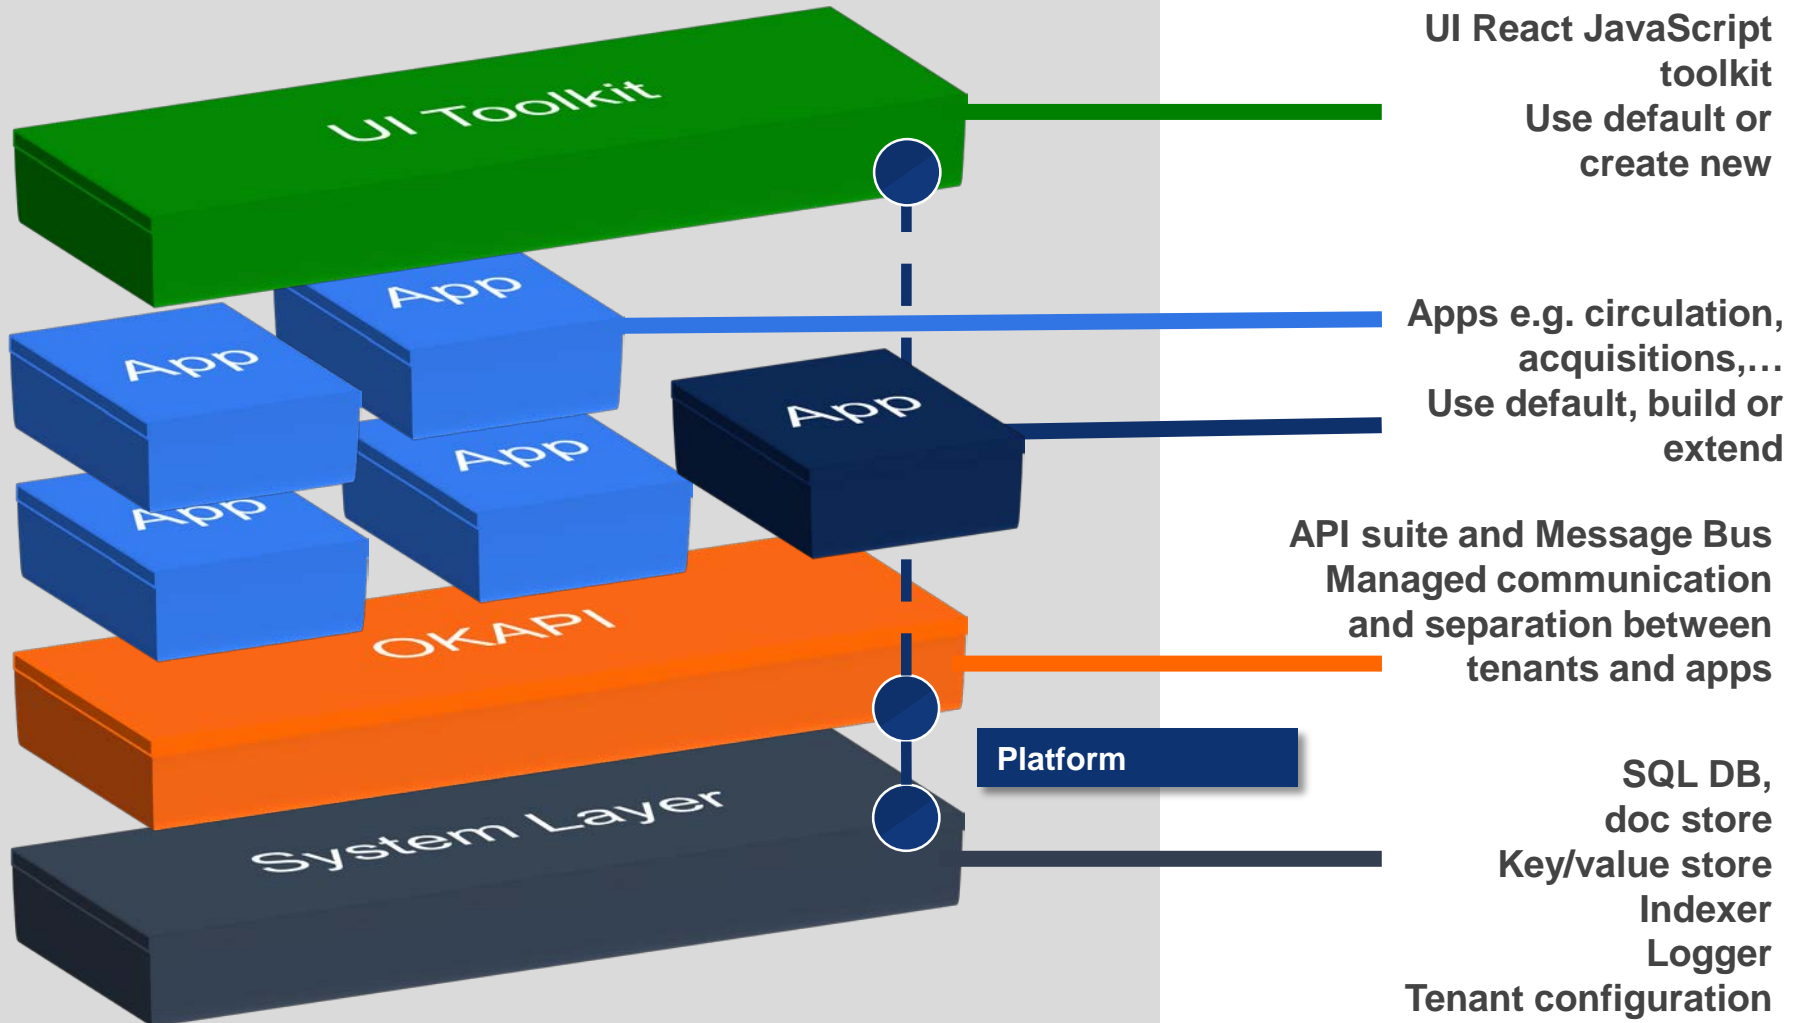 UI Toolkit
UI React JavaScript
toolkit
Use default or
create new
App
App
App
App
App
Apps e.g. circulation,
acquisitions,…
Use default, build or
extend
OKAPI
API suite and Message Bus
Managed communication
and separation between
tenants and apps
Platform
System Layer
SQL DB,
doc store
Key/value store
Indexer
Logger
Tenant configuration